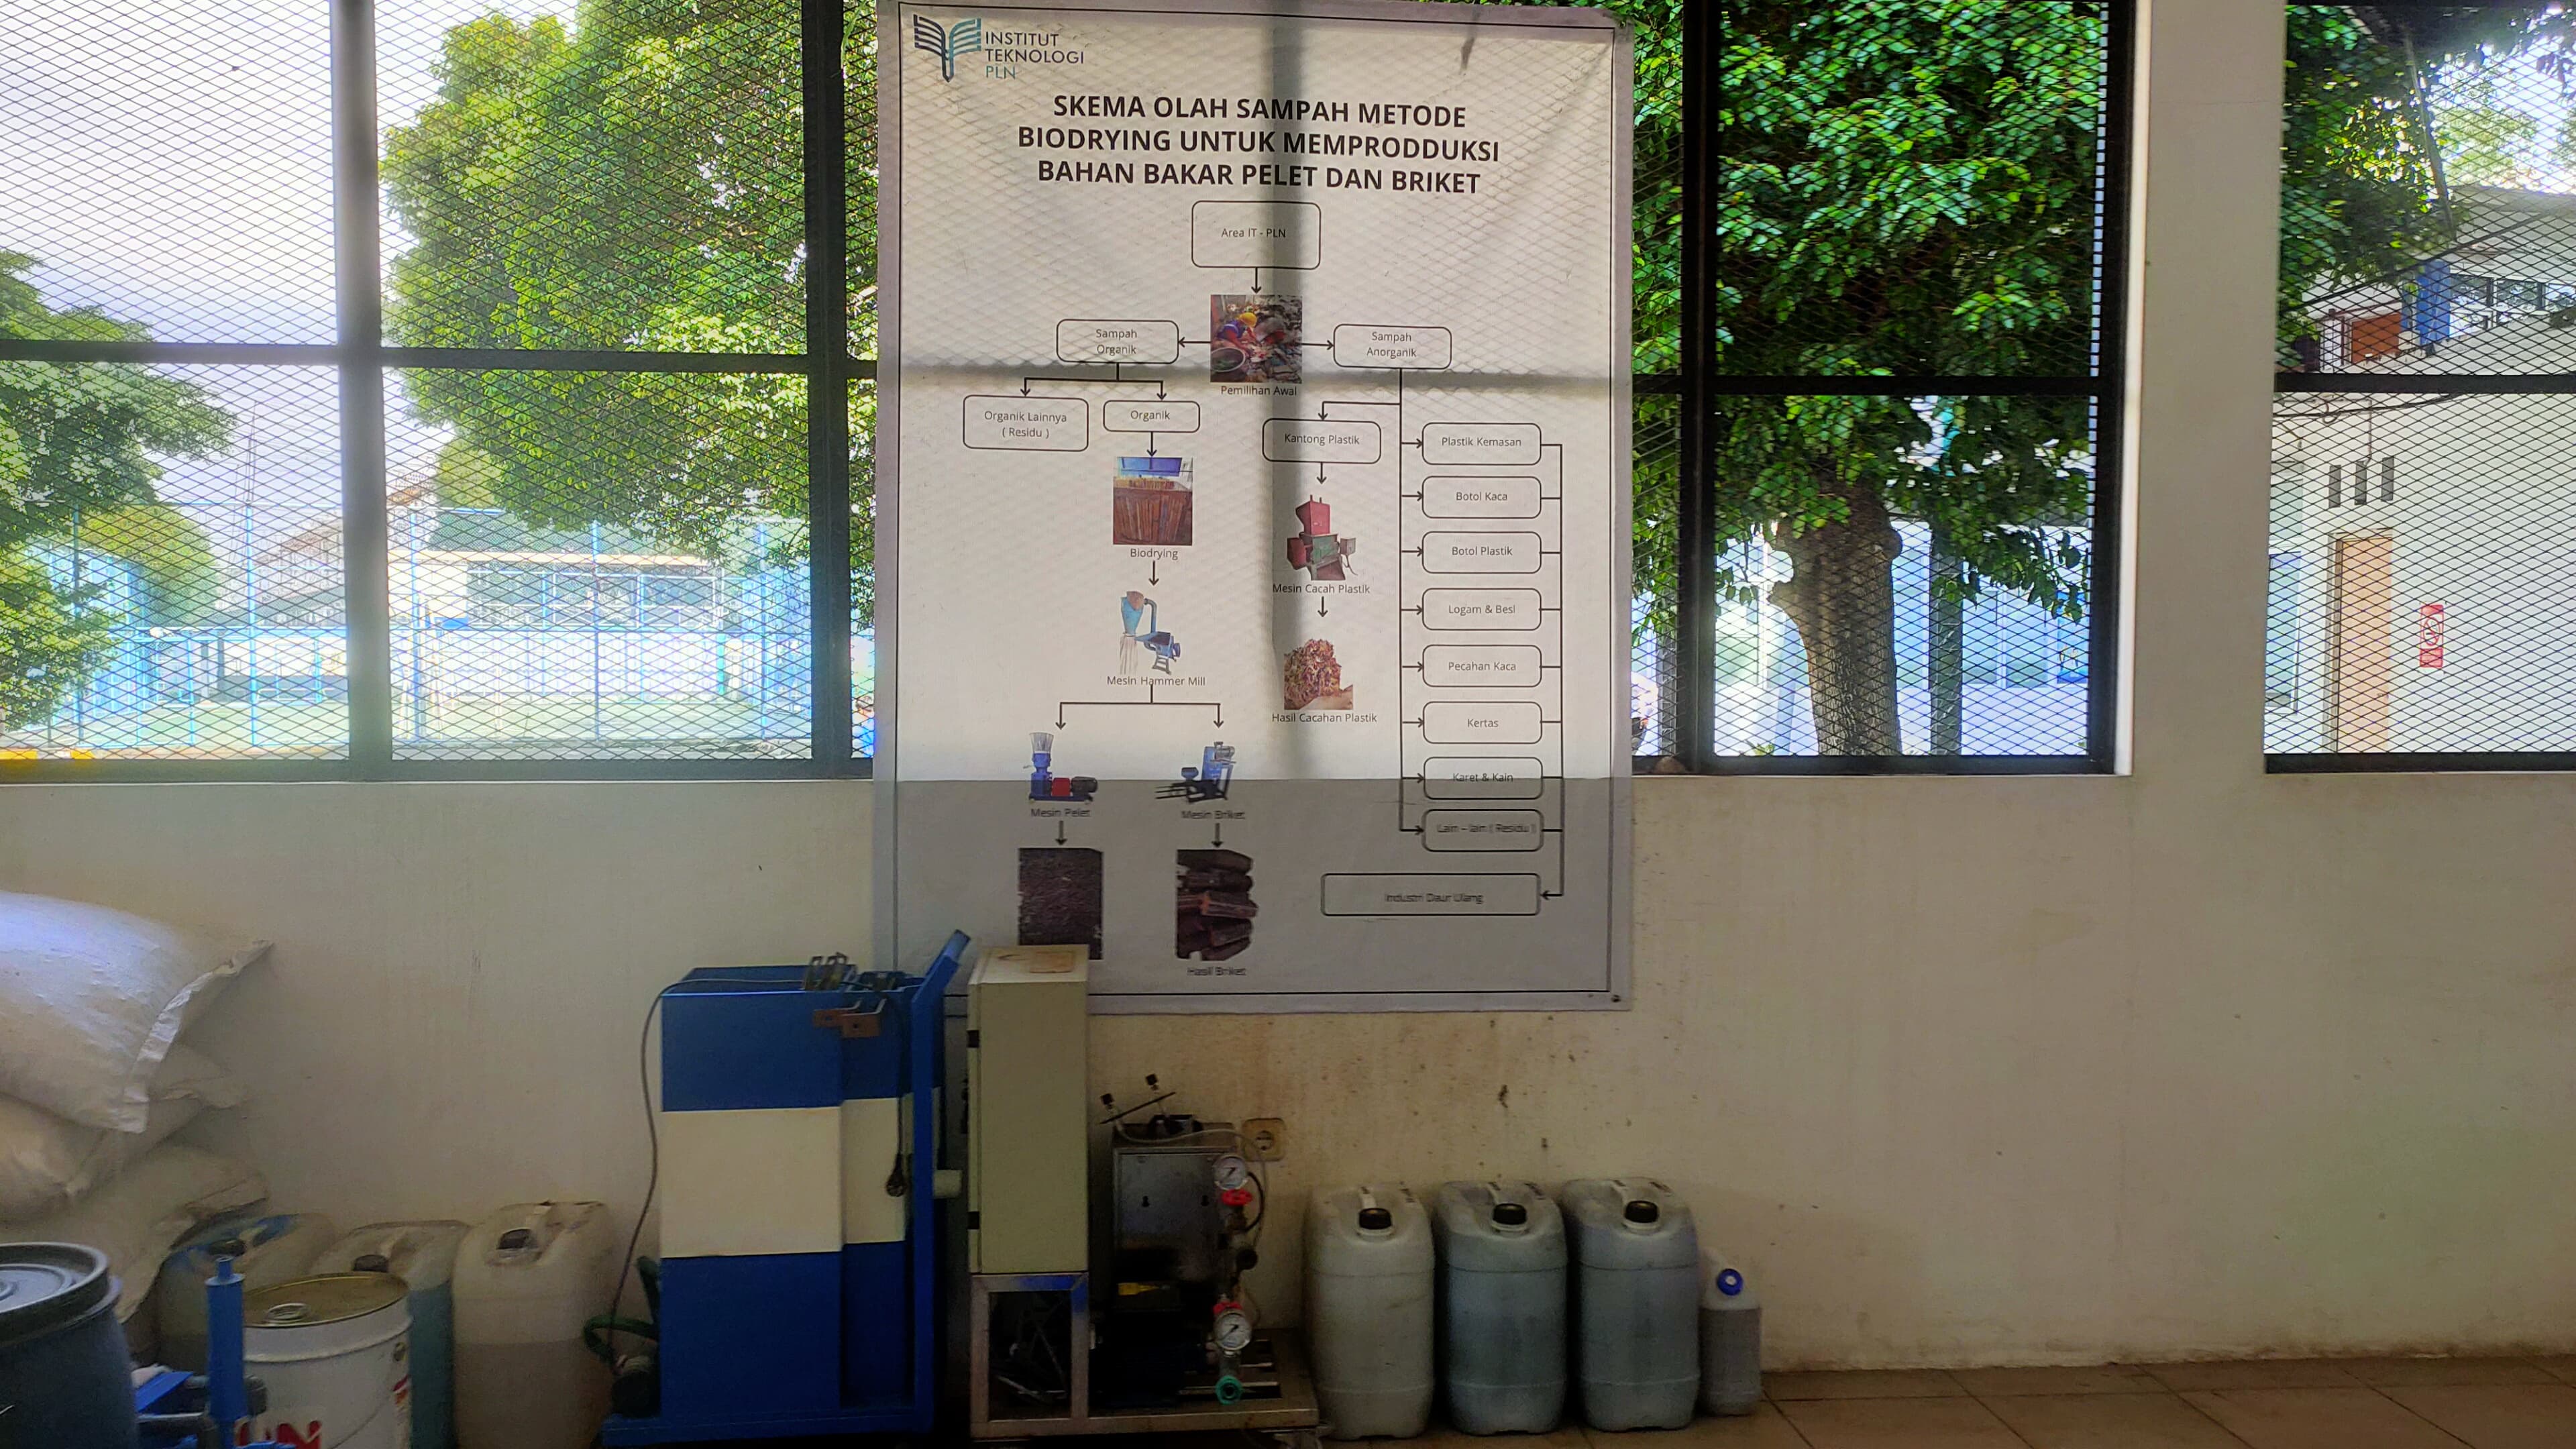 INSTITUT
TEKNOLOGI
PLN
SKEMA OLAH SAMPAH METODE
BIODRYING UNTUK MEMPRODDUKSI
BAHAN BAKAR PELET DAN BRIKET
Area IT - PLN
Pemilihan Awal
Sampah
Organik
Sampah
Anorganik
Organik Lainnya
( Residu )
Organik
Biodrying
Mesin Hammer Mill
Mesin Pelet
Mesin Briket
Hasil Briket
Kantong Plastik
Mesin Cacah Plastik
Hasil Cacahan Plastik
Plastik Kemasan
Botol Kaca
Botol Plastik
Logam & Besi
Pecahan Kaca
Kertas
Karet & Kain
Lain - lain ( Residu )
Industri Daur Ulang